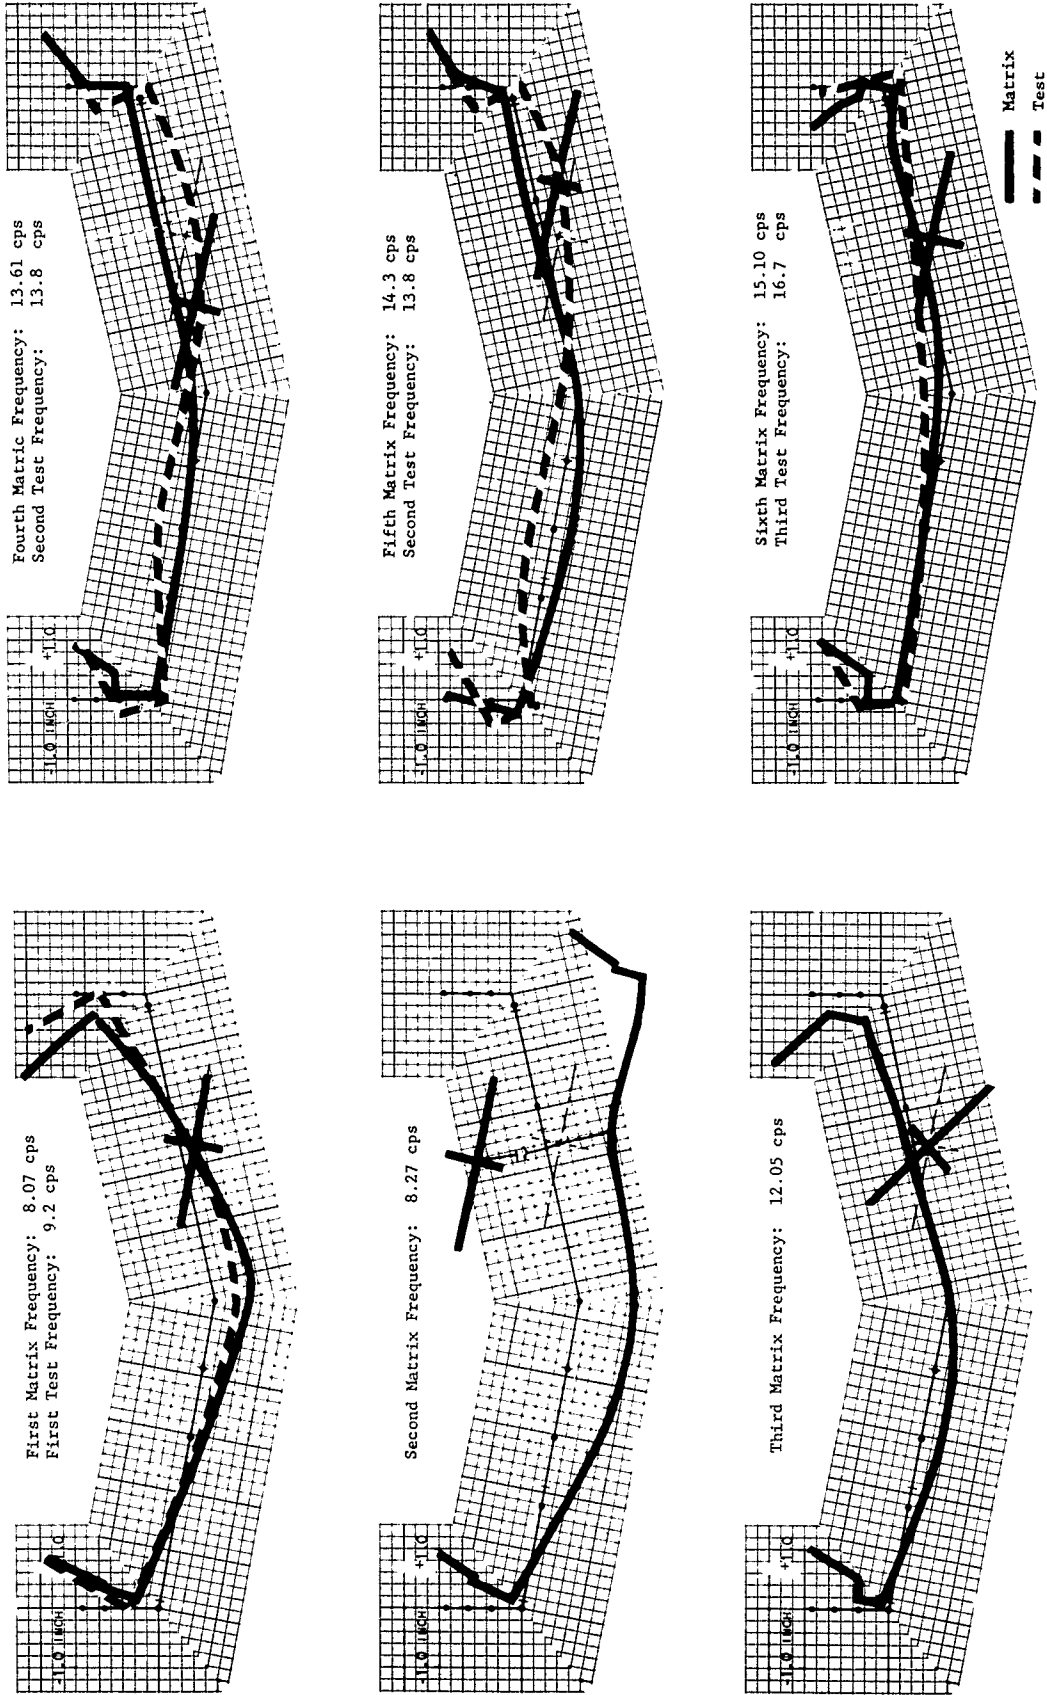 First Matrix Frequency: 8.07 cps
First Test Frequency: 9.2 cps
-1.0 INCH +1.0
Second Matrix Frequency: 8.27 cps
-1.0 INCH +1.0
Third Matrix Frequency: 12.05 cps
-1.0 INCH +1.0
Fourth Matric Frequency: 13.61 cps
Second Test Frequency: 13.8 cps
-1.0 INCH +1.0
Fifth Matrix Frequency: 14.3 cps
Second Test Frequency: 13.8 cps
-1.0 INCH +1.0
Sixth Matrix Frequency: 15.10 cps
Third Test Frequency: 16.7 cps
-1.0 INCH +1.0
Matrix
Test